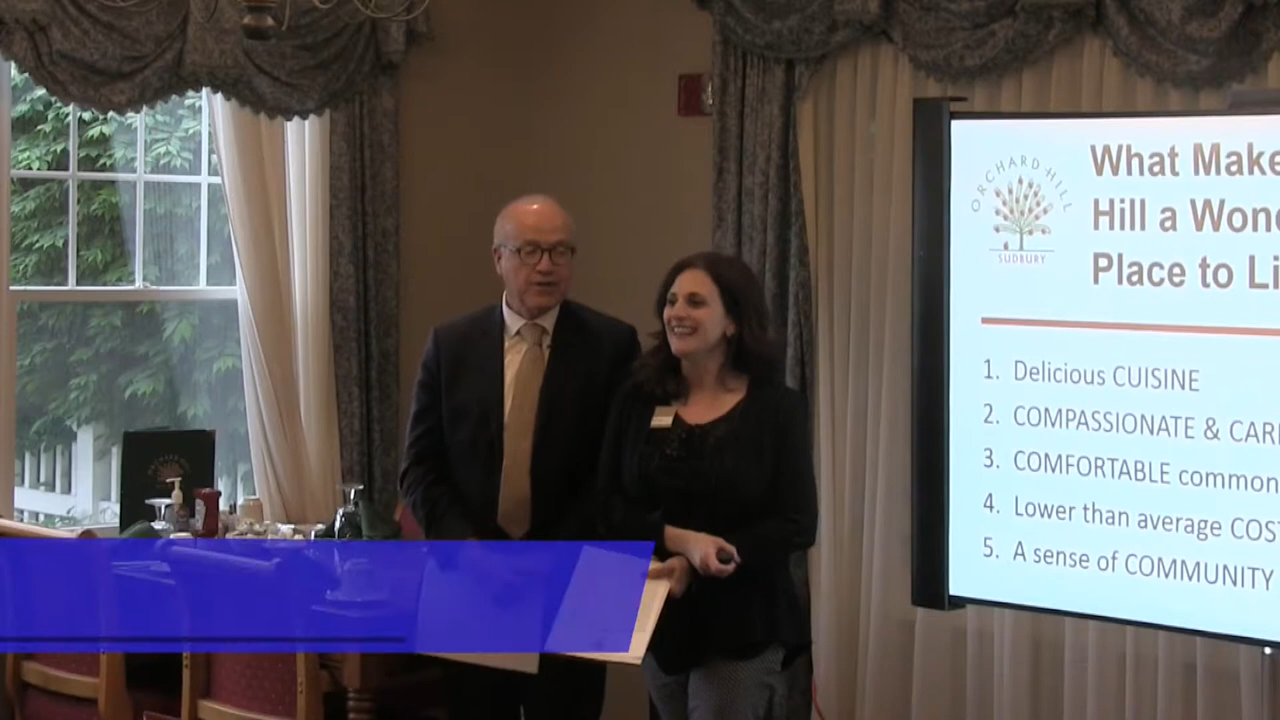 ORCHARD HILL
SUDBURY
What Make
Hill a Won
Place to Li
1. Delicious CUISINE
2. COMPASSIONATE & CAR
3. COMFORTABLE common
4. Lower than average COS
5. A sense of COMMUNITY